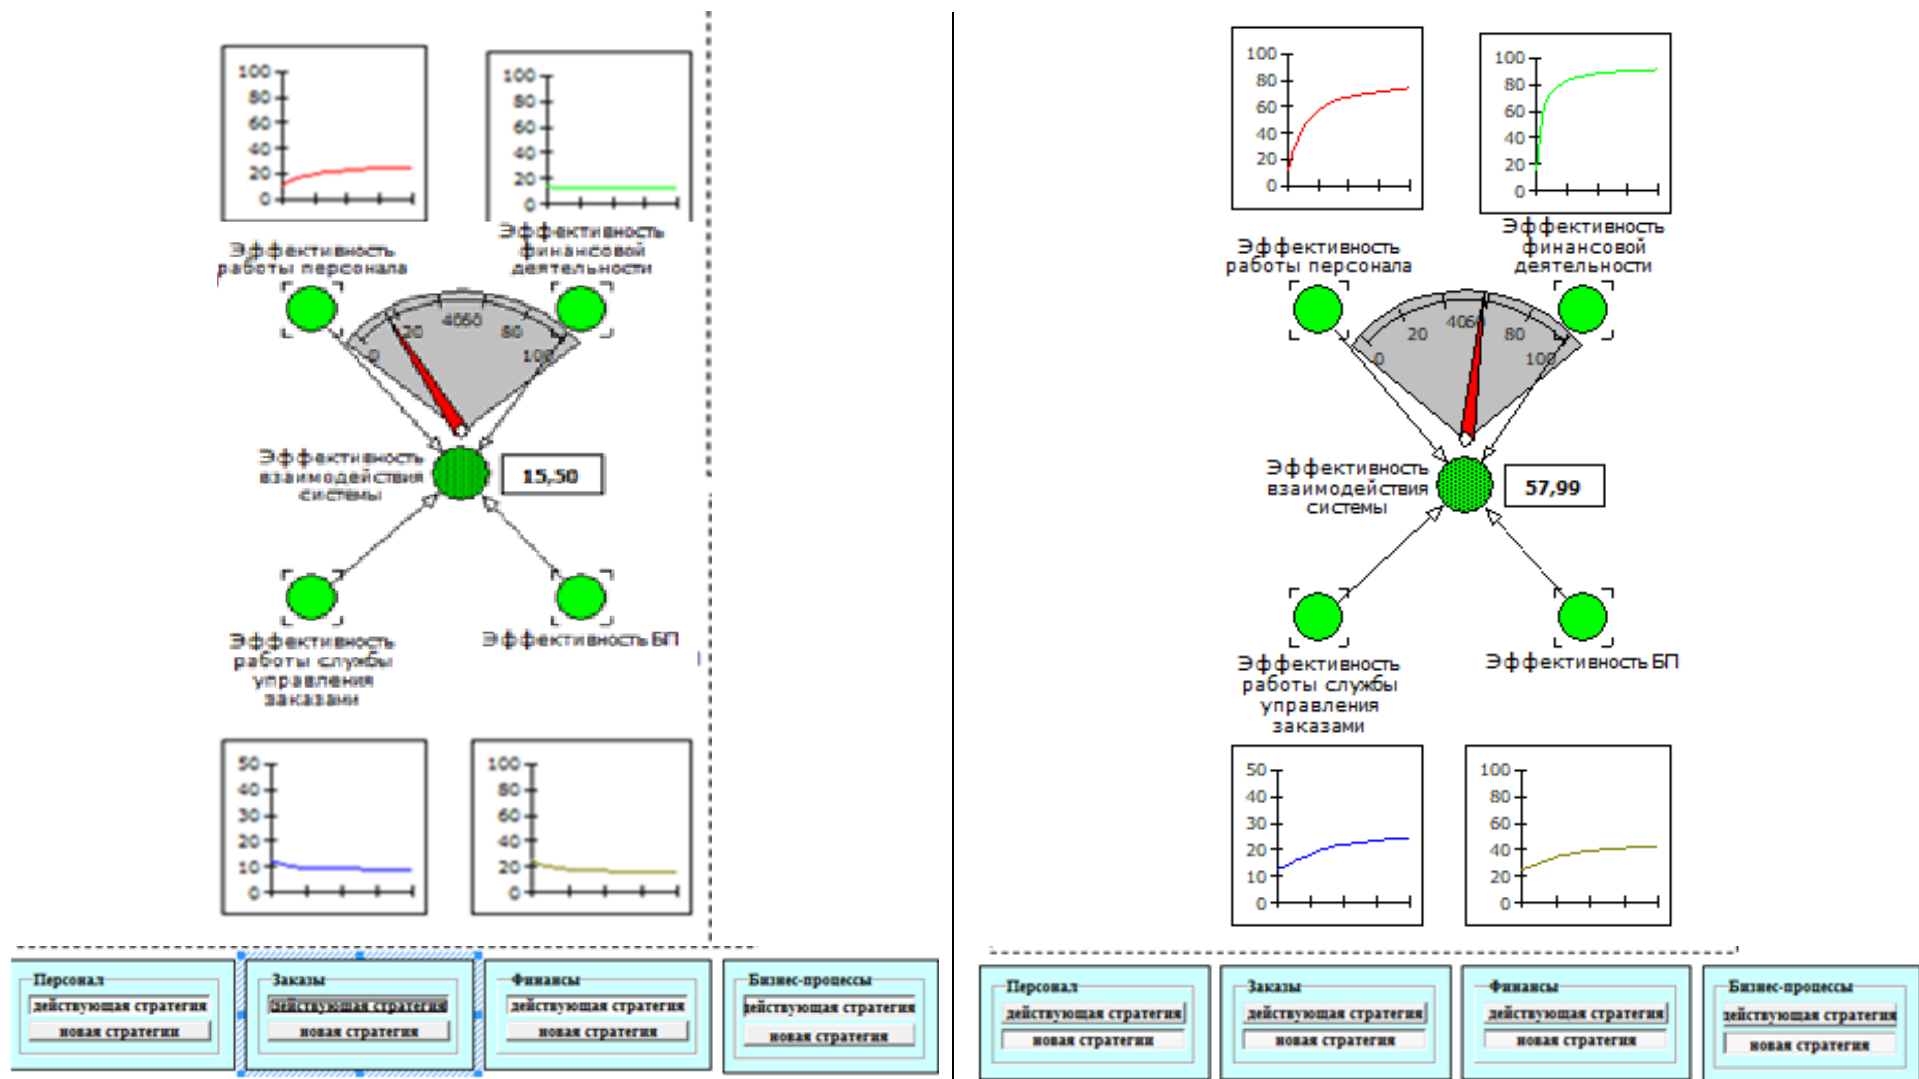 100
80
60
40
20
0
100
80
60
40
20
0
Эффективность
работы персонала
Эффективность
финансовой
деятельности
0
20
40
60
80
100
Эффективность
взаимодействия
системы
15,50
Эффективность
работы службы
управления
заказами
Эффективность БП
50
40
30
20
10
0
100
80
60
40
20
0
Персонал
действующая стратегия
новая стратегии
Заказы
действующая стратегия
новая стратегия
Финансы
действующая стратегия
новая стратегия
Бизнес-процессы
действующая стратегия
новая стратегия
100
80
60
40
20
0
100
80
60
40
20
0
Эффективность
работы персонала
Эффективность
финансовой
деятельности
0
20
40
60
80
100
Эффективность
взаимодействия
системы
57,99
Эффективность
работы службы
управления
заказами
Эффективность БП
50
40
30
20
10
0
100
80
60
40
20
0
Персонал
действующая стратегия
новая стратегии
Заказы
действующая стратегия
новая стратегия
Финансы
действующая стратегия
новая стратегия
Бизнес-процессы
действующая стратегия
новая стратегия